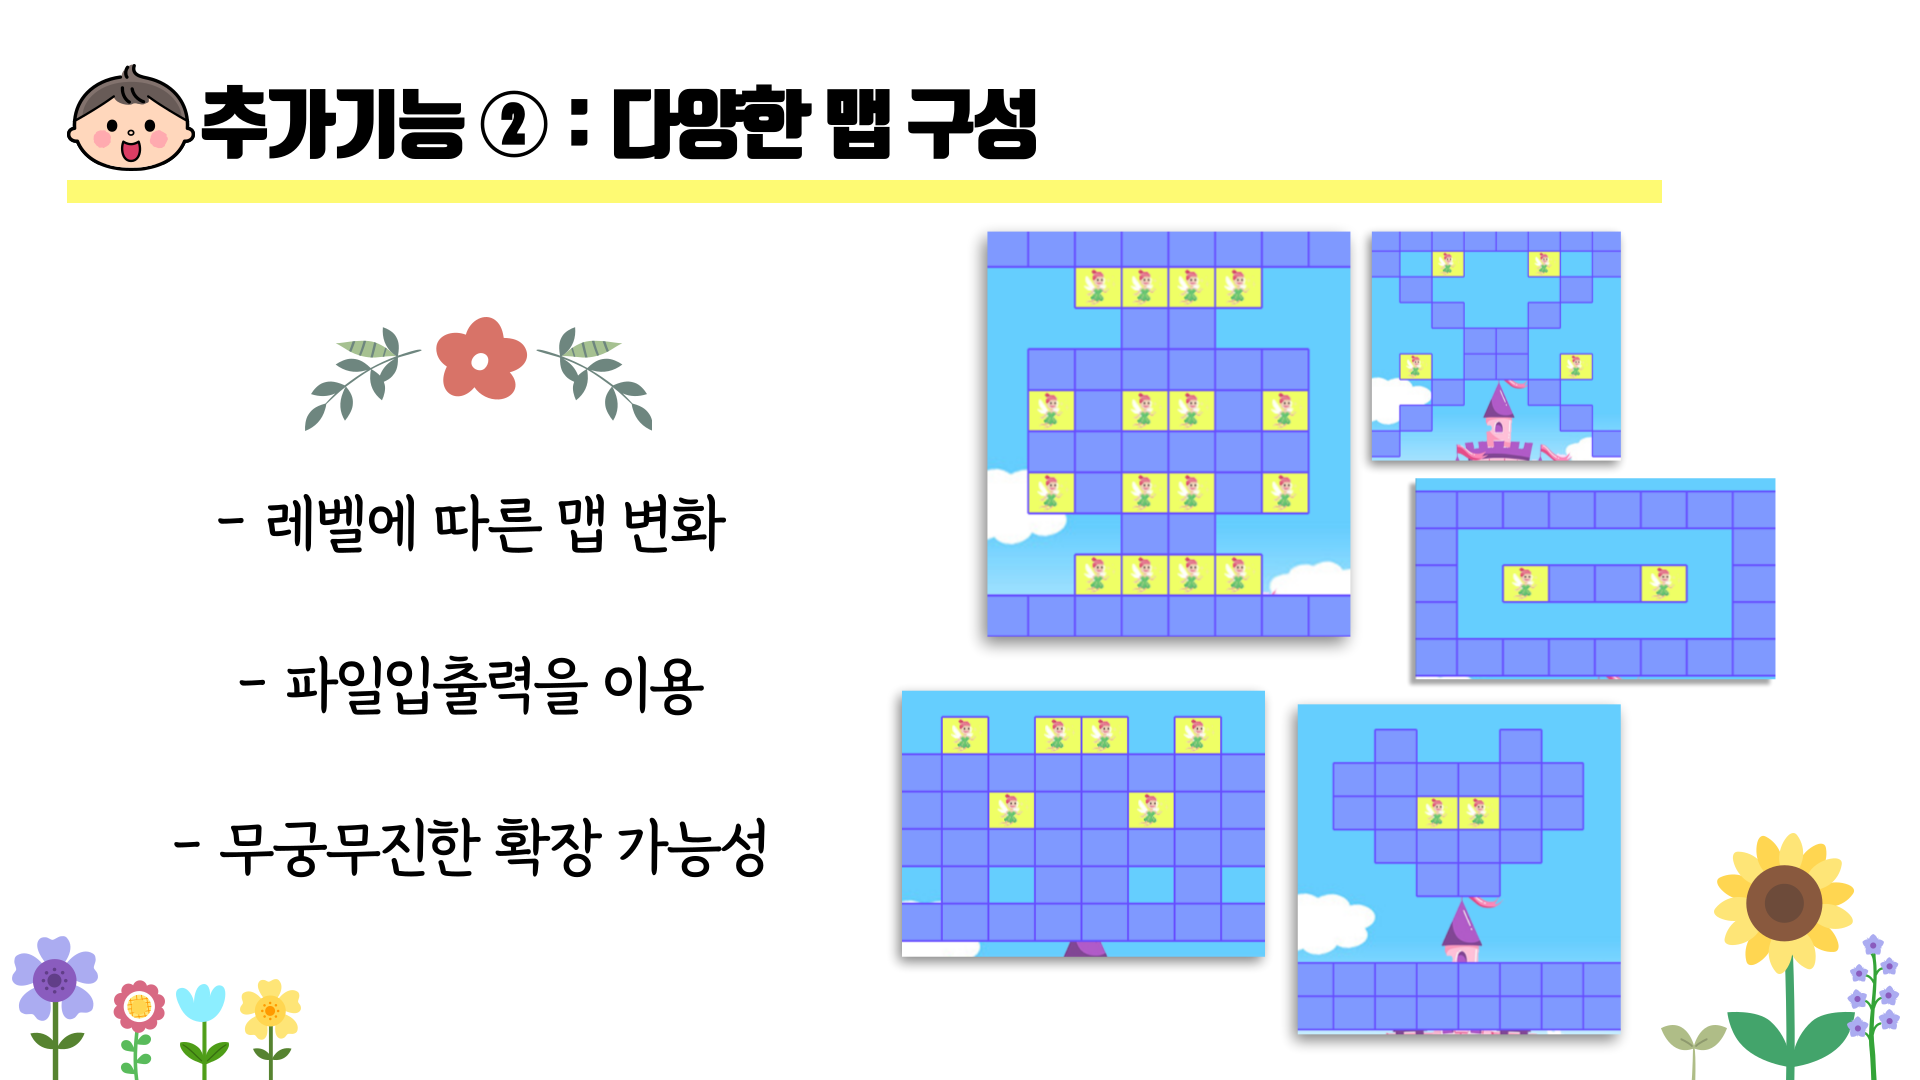 추가기능 ② : 다양한 맵 구성
- 레벨에 따른 맵 변화
- 파일입출력을 이용
- 무궁무진한 확장 가능성